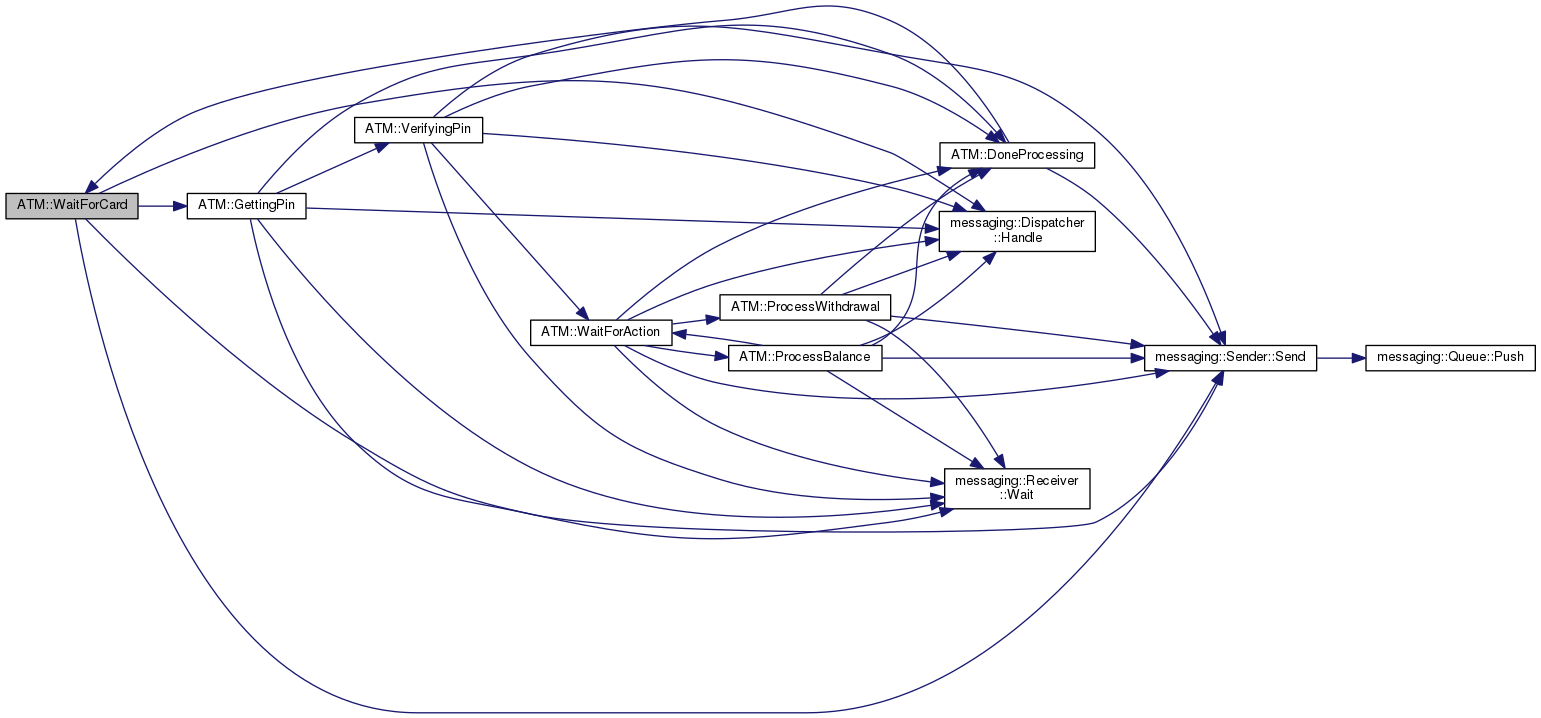 ATM::WaitForCard
ATM::GettingPin
ATM::VerifyingPin
ATM::WaitForAction
ATM::ProcessWithdrawal
ATM::ProcessBalance
ATM::DoneProcessing
messaging::Dispatcher
::Handle
messaging::Receiver
::Wait
messaging::Sender::Send
messaging::Queue::Push